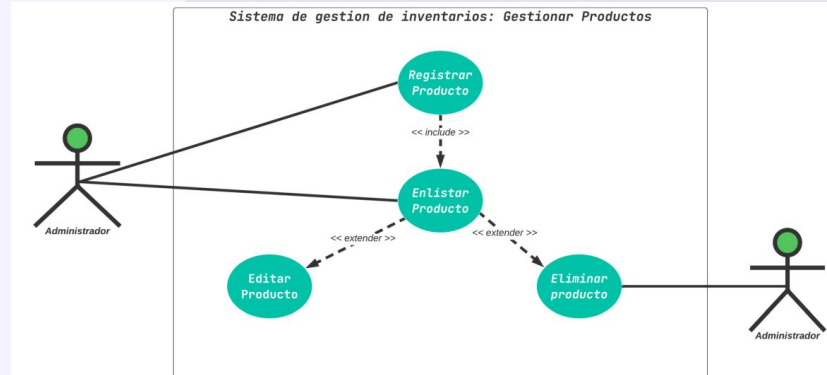 Sistema de gestion de inventarios: Gestionar Productos
Registrar
Producto
<< include >>
Administrador
Enlistar
Producto
<< extender >>
<< extender >>
Editar
Producto
Eliminar
producto
Administrador